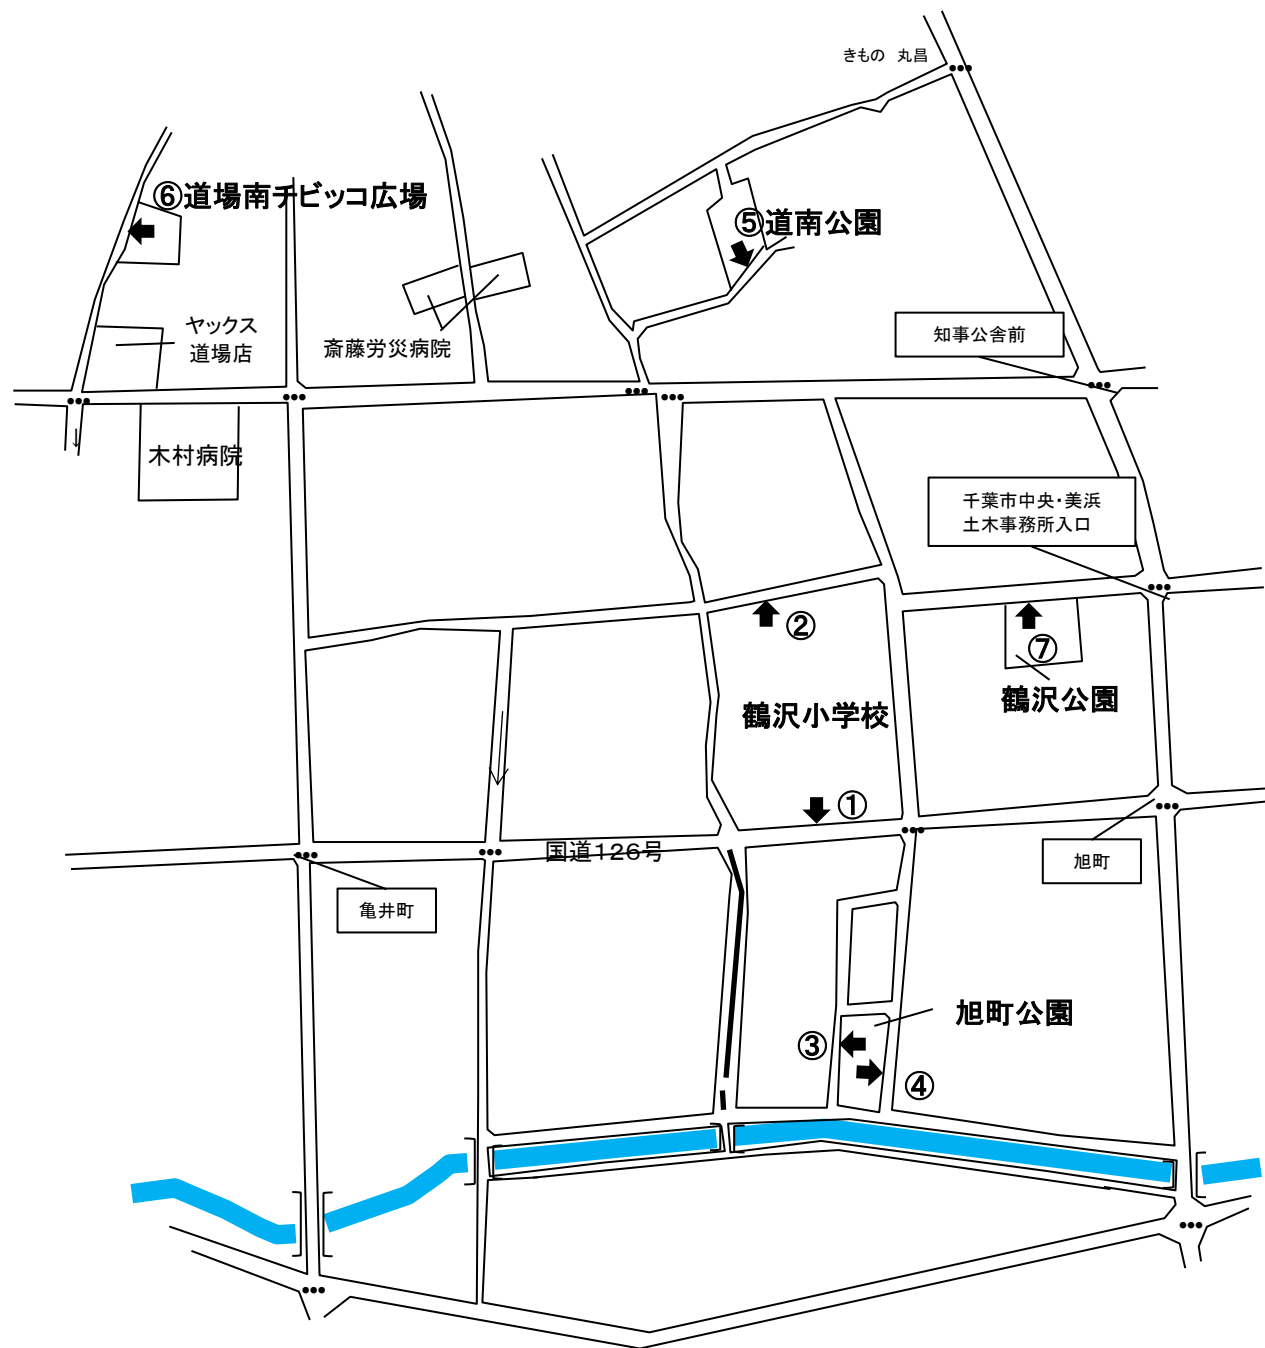 きもの　丸昌
⑥道場南チビッコ広場
⑤道南公園
ヤックス
道場店
斎藤労災病院
知事公舎前
木村病院
千葉市中央・美浜
土木事務所入口
②
⑦
鶴沢公園
鶴沢小学校
①
国道126号
旭町
亀井町
旭町公園
③
④